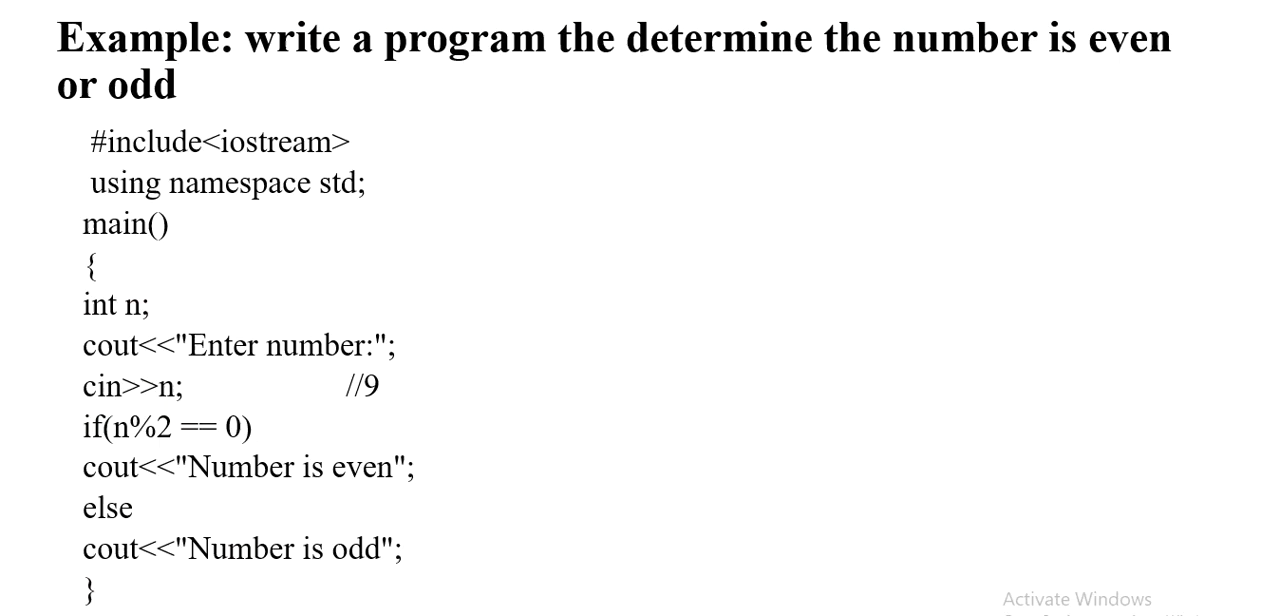 Example: write a program the determine the number is even
or odd
#include<iostream>
using namespace std;
main()
{
int n;
cout<<"Enter number:";
cin>>n; //9
if(n%2 == 0)
cout<<"Number is even";
else
cout<<"Number is odd";
}
Activate Windows